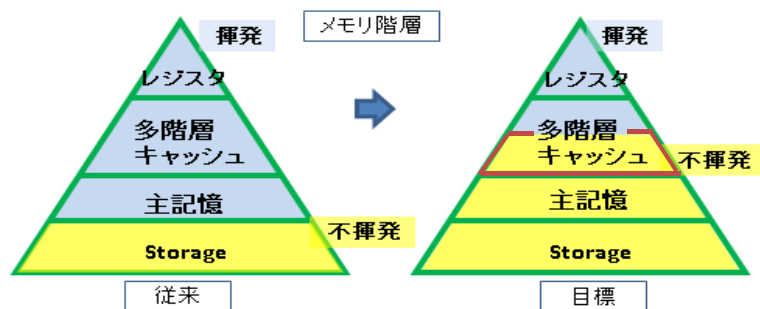 メモリ階層
揮発
レジスタ
多階層
キャッシュ
主記憶
不揮発
Storage
従来
揮発
レジスタ
多階層
キャッシュ
不揮発
主記憶
Storage
目標